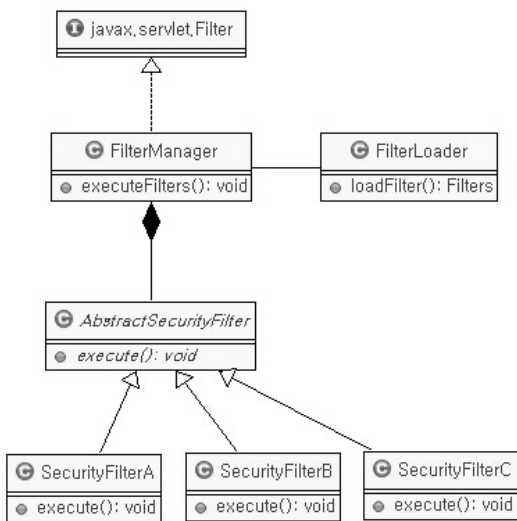 I javax.servlet.Filter
C FilterManager
executeFilters(): void
C FilterLoader
loadFilter(): Filters
C AbstractSecurityFilter
execute(): void
C SecurityFilterA
execute(): void
C SecurityFilterB
execute(): void
C SecurityFilterC
execute(): void